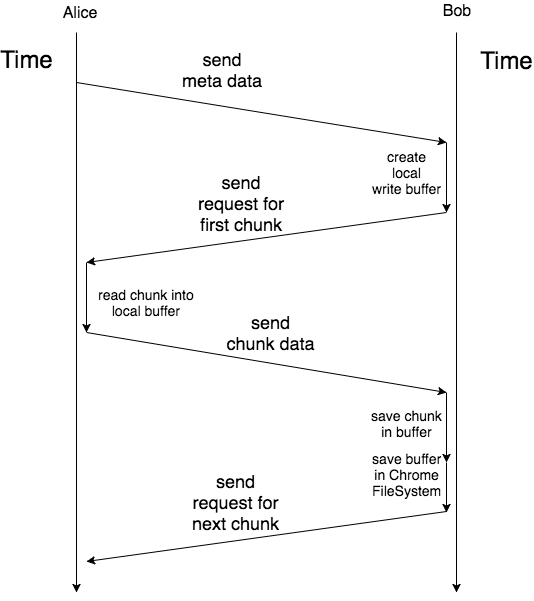 Alice
Bob
Time
Time
send
meta data
create
local
write buffer
send
request for
first chunk
read chunk into
local buffer
send
chunk data
save chunk
in buffer
save buffer
in Chrome
FileSystem
send
request for
next chunk